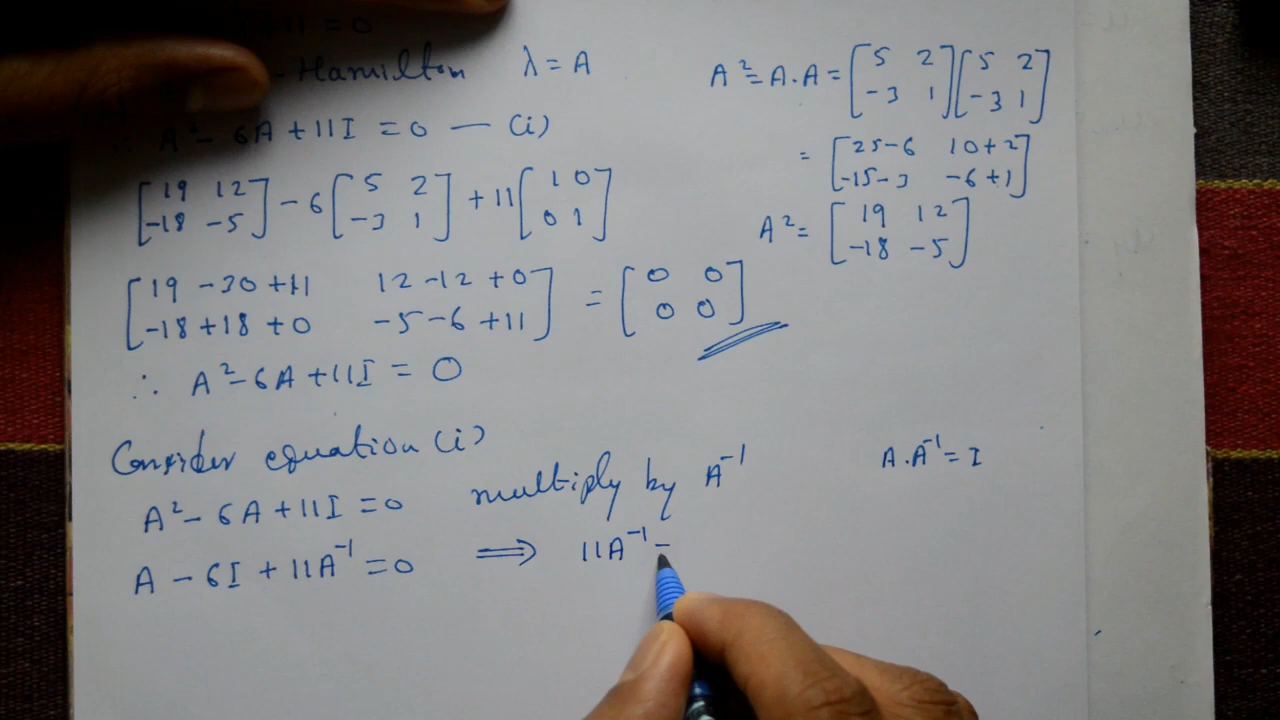 11 = 0
- Hamilton λ = A
∴ A² - 6A + 11I = 0 — (i)
[19 12] - 6 [5 2] + 11 [1 0]
[-18 -5] [-3 1] [0 1]
[19 - 30 + 11 12 - 12 + 0] = [0 0]
[-18 + 18 + 0 -5 - 6 + 11] [0 0]
∴ A² - 6A + 11I = 0
Consider equation (i)
A² - 6A + 11I = 0 multiply by A⁻¹
A - 6I + 11A⁻¹ = 0 ⟹ 11A⁻¹ =
A² = A.A = [5 2] [5 2]
[-3 1] [-3 1]
= [25-6 10+2]
[-15-3 -6+1]
A² = [19 12]
[-18 -5]
A.A⁻¹ = I